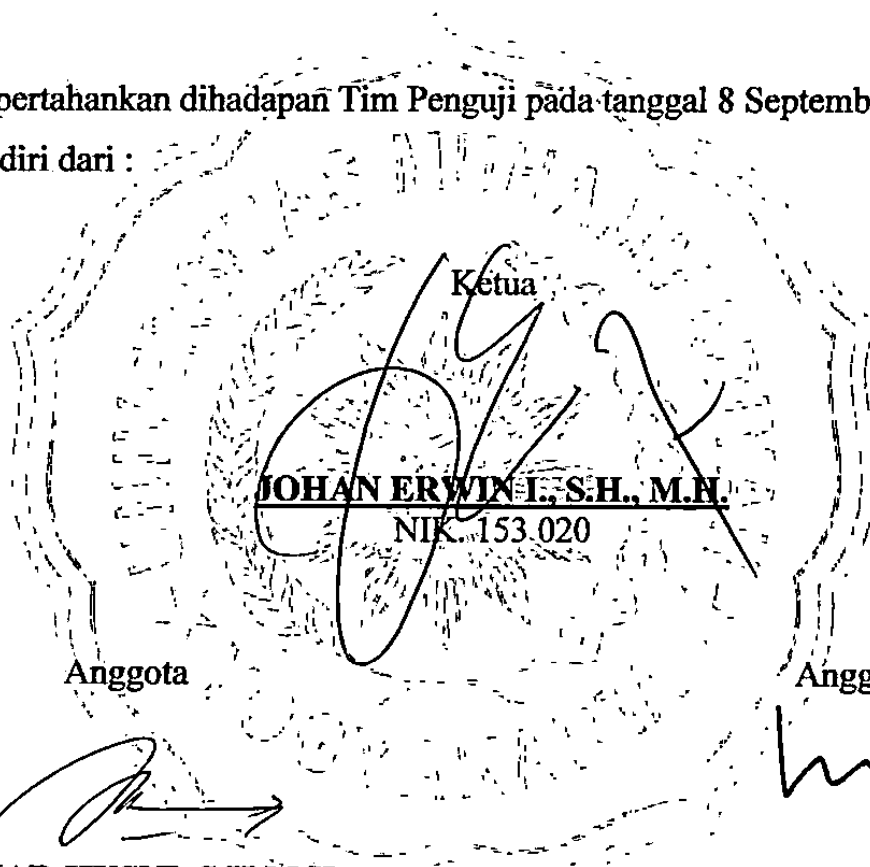 pertahankan dihadapan Tim Penguji pada tanggal 8 Septemb
diri dari :
Ketua
JOHAN ERWIN I., S.H., M.H.
NIK. 153.020
Anggota Angg